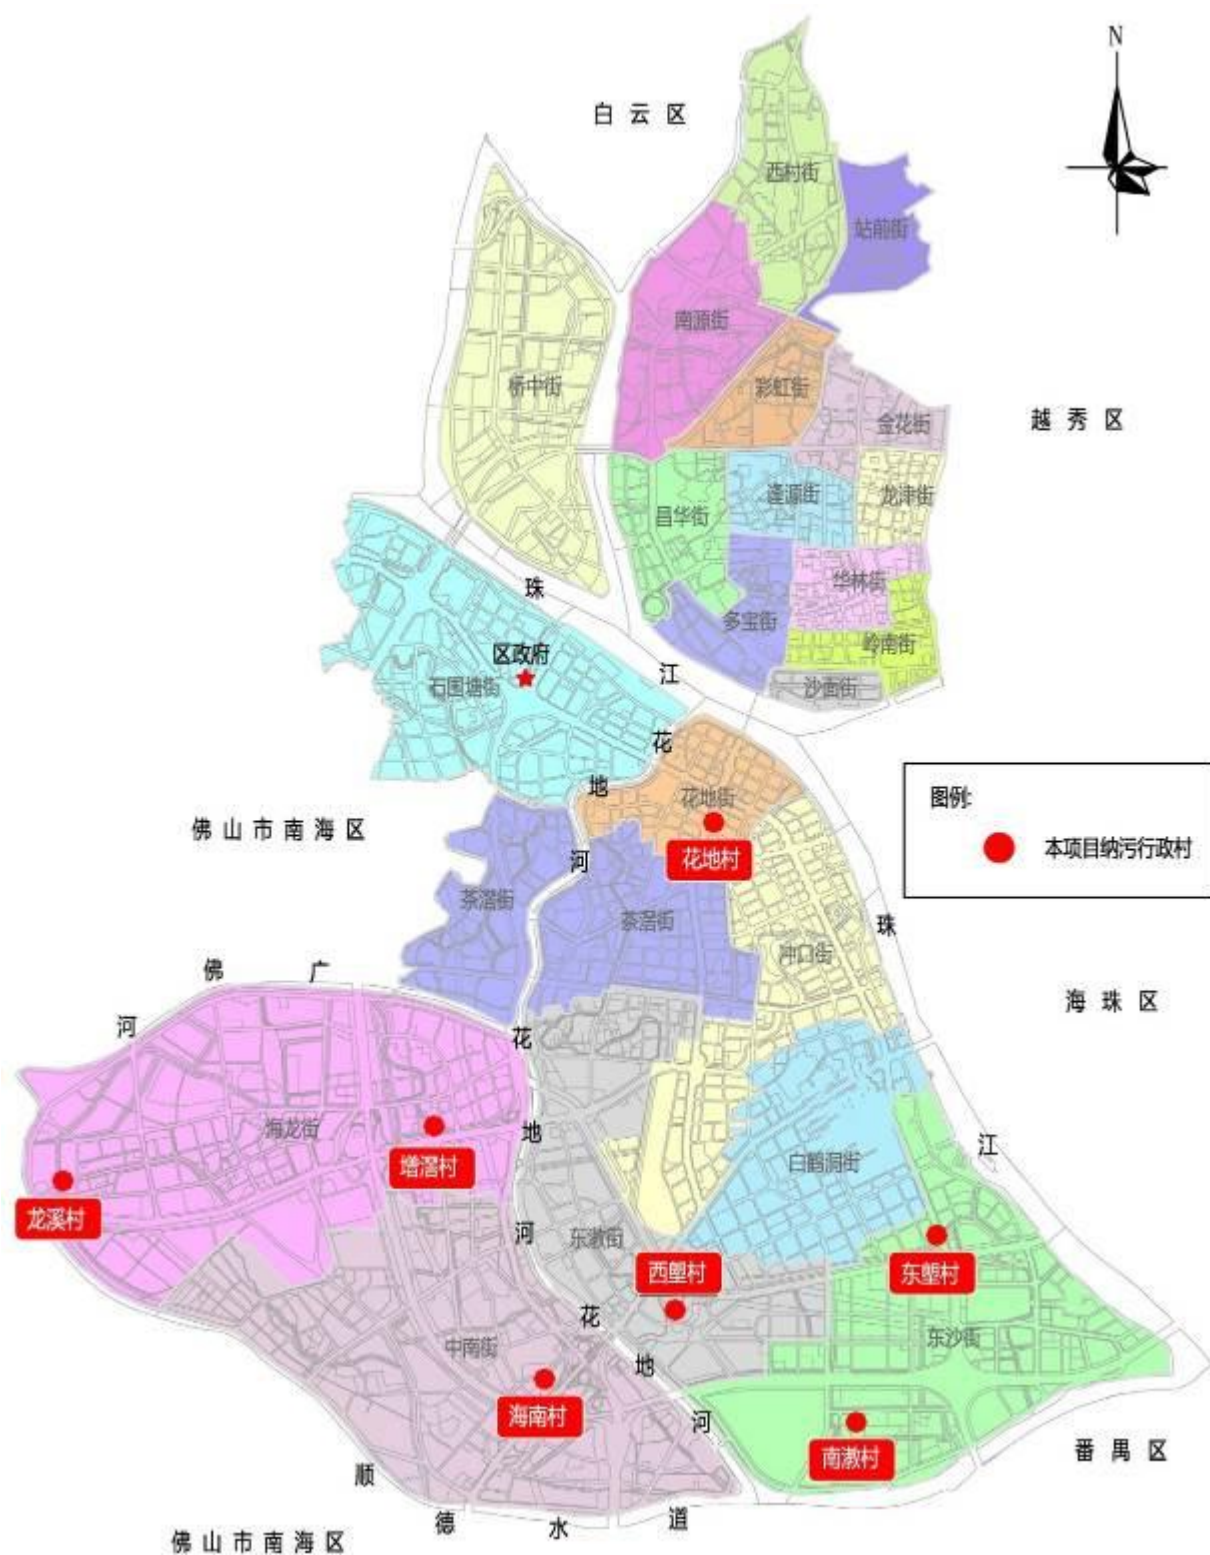 N
白云区
西村街
站前街
南源街
桥中街
彩虹街
越秀区
金花街
逢源街
龙津街
昌华街
华林街
珠
多宝街
岭南街
区政府
江
石围塘街
沙面街
花
地
花地街
图例:
佛山市南海区
河
花地村
本项目纳污行政村
茶滘街
茶滘街
珠
冲口街
佛
广
河
海珠区
花
海龙街
地
江
增滘村
白鹤洞街
龙溪村
河
东漖街
西塱村
东塱村
花
中南街
地
东沙街
海南村
河
南漖村
番禺区
顺
德
水
道
佛山市南海区